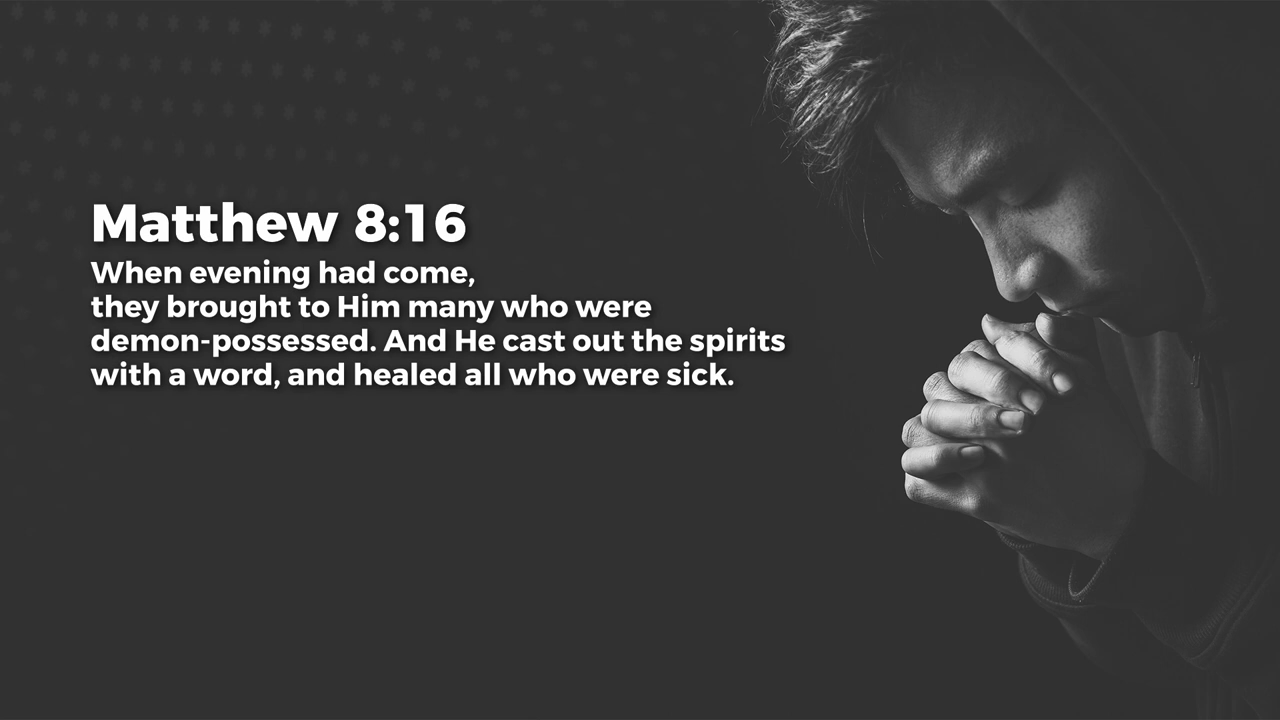 Matthew 8:16
When evening had come,
they brought to Him many who were
demon-possessed. And He cast out the spirits
with a word, and healed all who were sick.